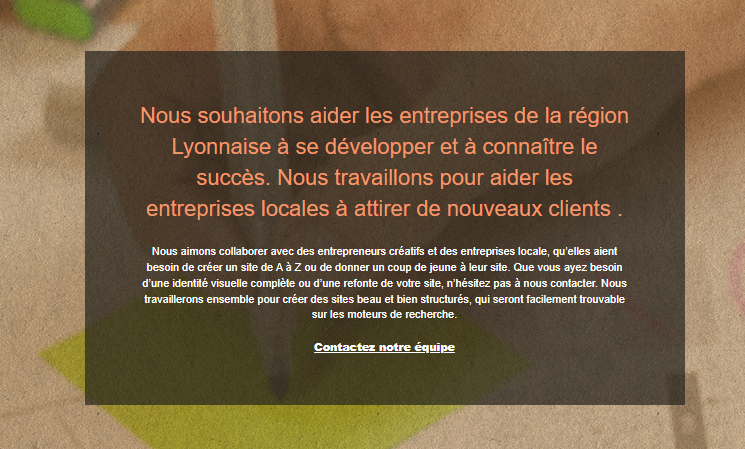 Nous souhaitons aider les entreprises de la région
Lyonnaise à se développer et à connaître le
succès. Nous travaillons pour aider les
entreprises locales à attirer de nouveaux clients .
Nous aimons collaborer avec des entrepreneurs créatifs et des entreprises locale, qu’elles aient
besoin de créer un site de A à Z ou de donner un coup de jeune à leur site. Que vous ayez besoin
d’une identité visuelle complète ou d’une refonte de votre site, n’hésitez pas à nous contacter. Nous
travaillerons ensemble pour créer des sites beau et bien structurés, qui seront facilement trouvable
sur les moteurs de recherche.
Contactez notre équipe